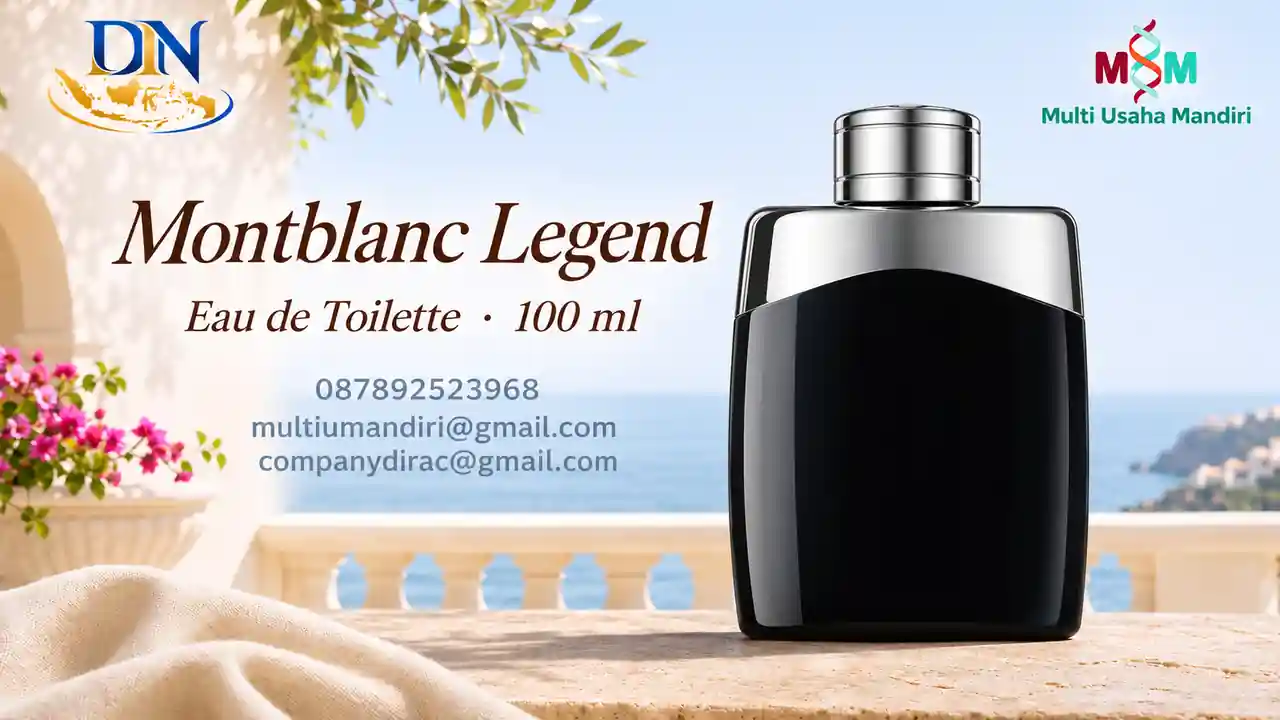 DN
MSM
Multi Usaha Mandiri
Montblanc Legend
Eau de Toilette · 100 ml
087892523968
multiumandiri@gmail.com
companydirac@gmail.com